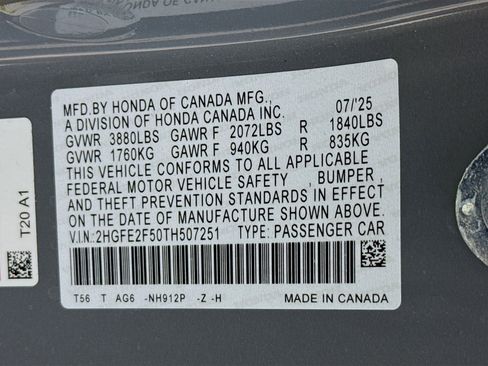 MFD.BY HONDA OF CANADA MFG., 07/'25
A DIVISION OF HONDA CANADA INC.
GVWR 3880LBS GAWR F 2072LBS R 1840LBS
GVWR 1760KG GAWR F 940KG R 835KG
THIS VEHICLE CONFORMS TO ALL APPLICABLE
FEDERAL MOTOR VEHICLE SAFETY , BUMPER ,
AND THEFT PREVENTION STANDARDS IN EFFECT
ON THE DATE OF MANUFACTURE SHOWN ABOVE.
V.I.N:2HGFE2F50TH507251 TYPE: PASSENGER CAR
T56 T AG6 -NH912P -Z -H MADE IN CANADA
T20 A1